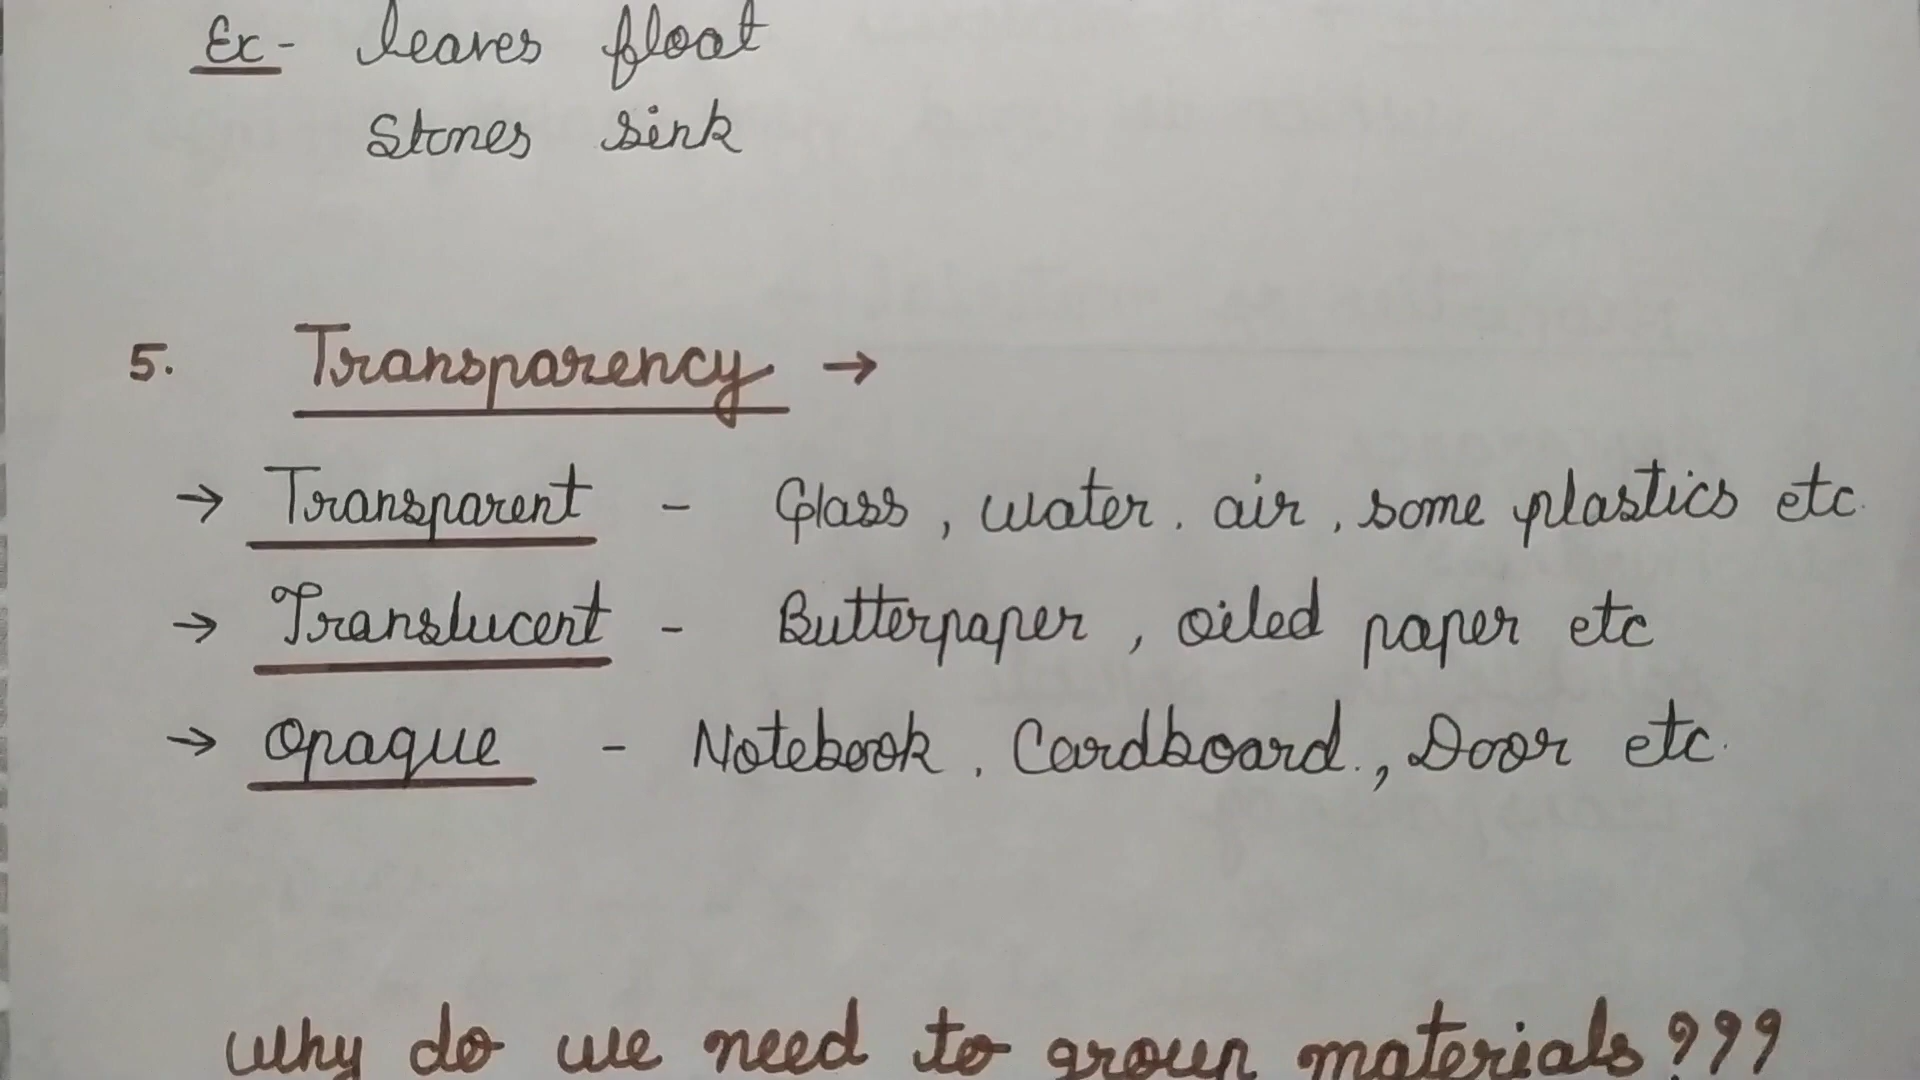 Ex - leaves float
Stones sink
5. Transparency →
→ Transparent - Glass, water, air, some plastics etc.
→ Translucent - Butterpaper, oiled paper etc
→ Opaque - Notebook, Cardboard., Door etc.
Why do we need to group materials???